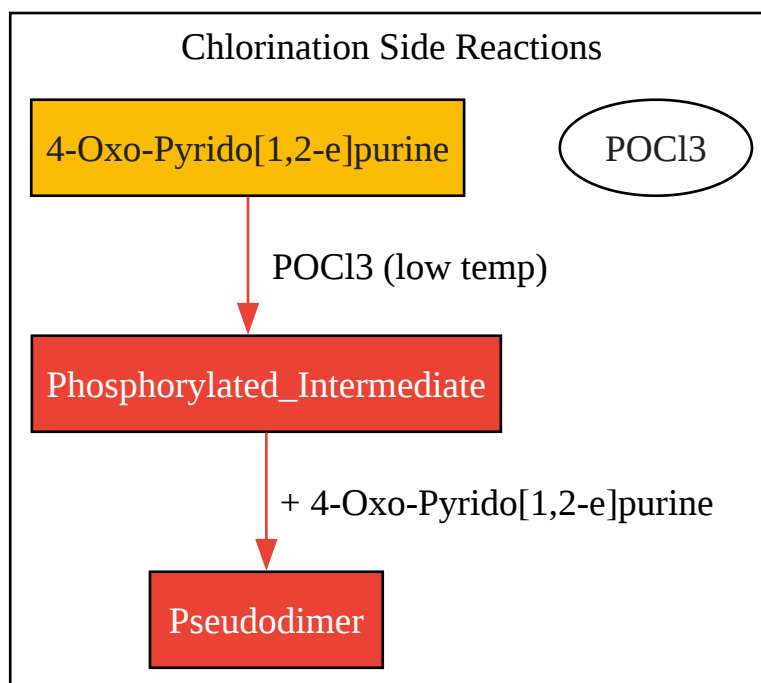 Chlorination Side Reactions
4-Oxo-Pyrido[1,2-e]purine
POCl3
POCl3 (low temp)
Phosphorylated_Intermediate
+ 4-Oxo-Pyrido[1,2-e]purine
Pseudodimer